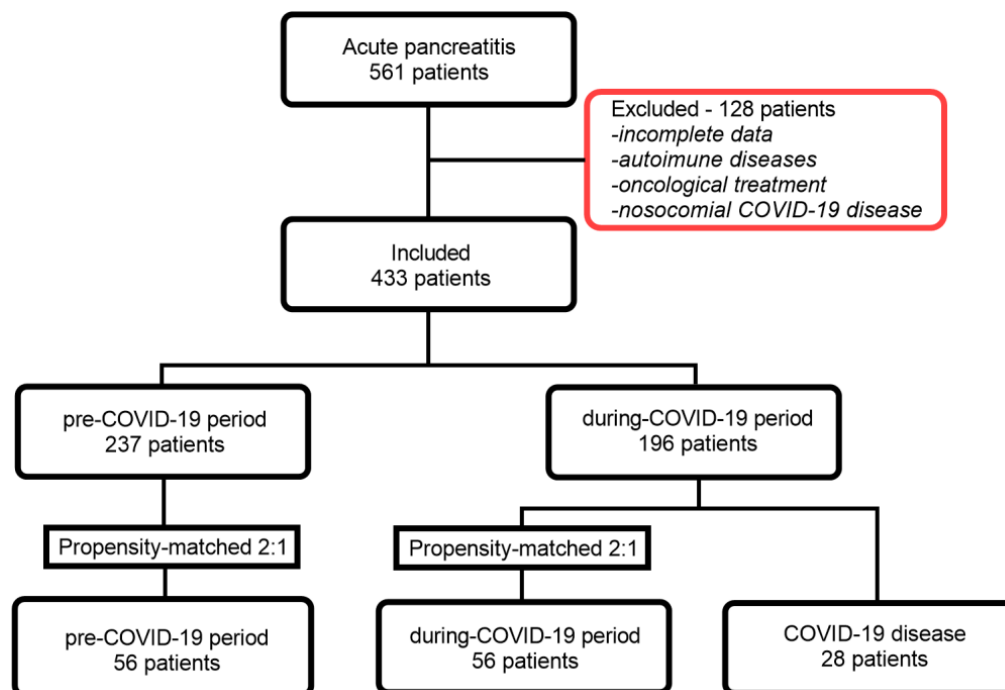 Acute pancreatitis
561 patients
Excluded - 128 patients
-incomplete data
-autoimune diseases
-oncological treatment
-nosocomial COVID-19 disease
Included
433 patients
pre-COVID-19 period
237 patients
during-COVID-19 period
196 patients
Propensity-matched 2:1
Propensity-matched 2:1
pre-COVID-19 period
56 patients
during-COVID-19 period
56 patients
COVID-19 disease
28 patients